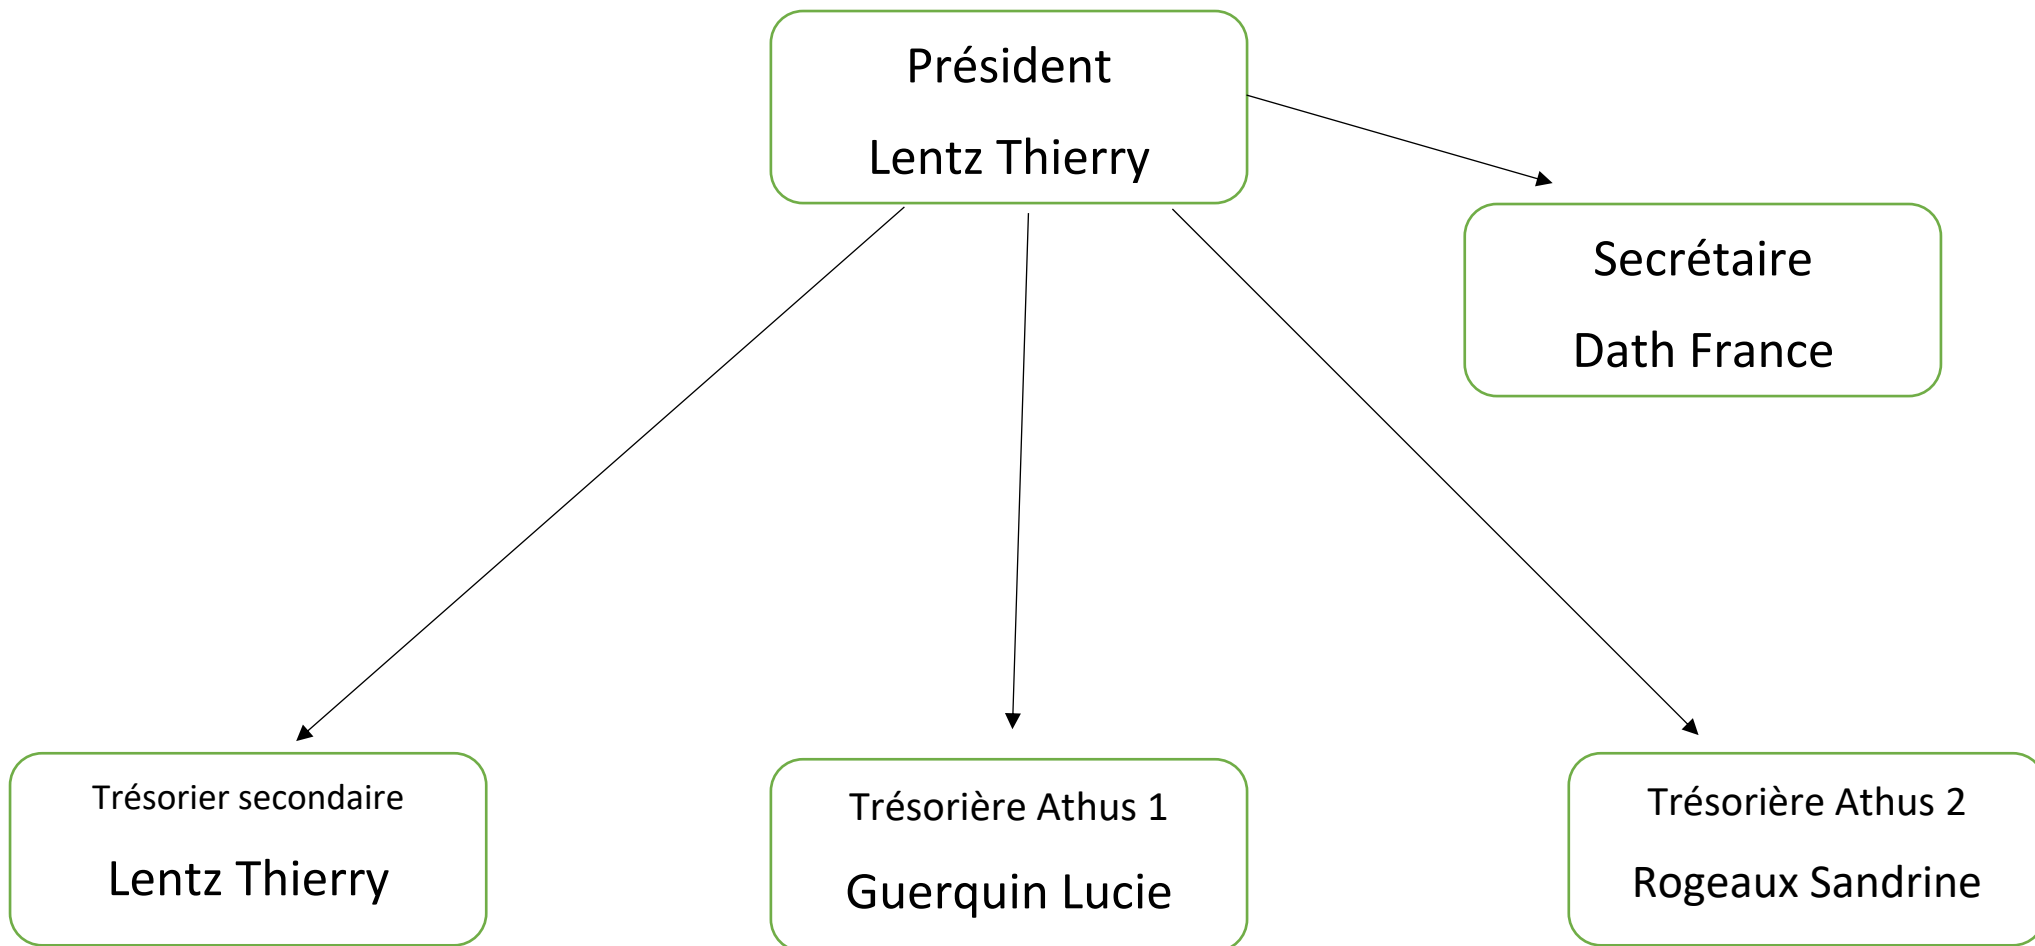 Président
Lentz Thierry
Secrétaire
Dath France
Trésorier secondaire
Lentz Thierry
Trésorière Athus 1
Guerquin Lucie
Trésorière Athus 2
Rogeaux Sandrine